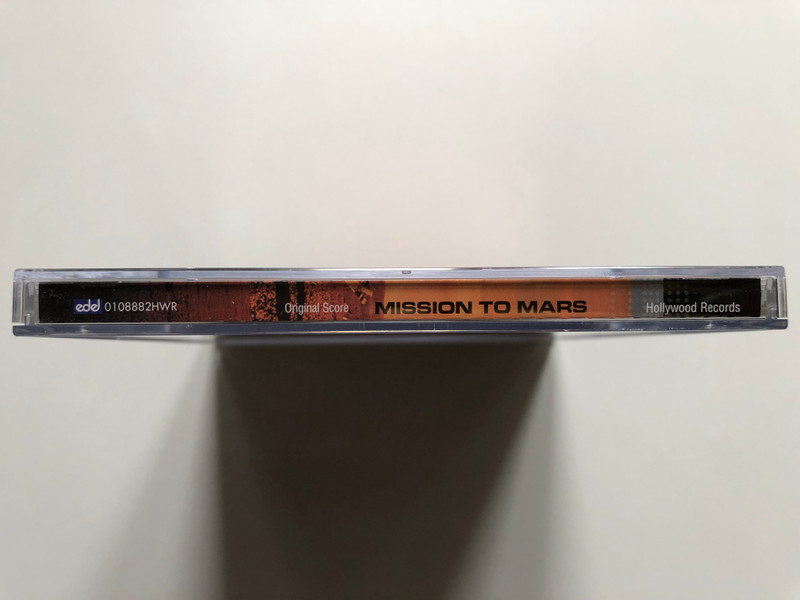 edel 0108882HWR Original Score MISSION TO MARS Hollywood Records